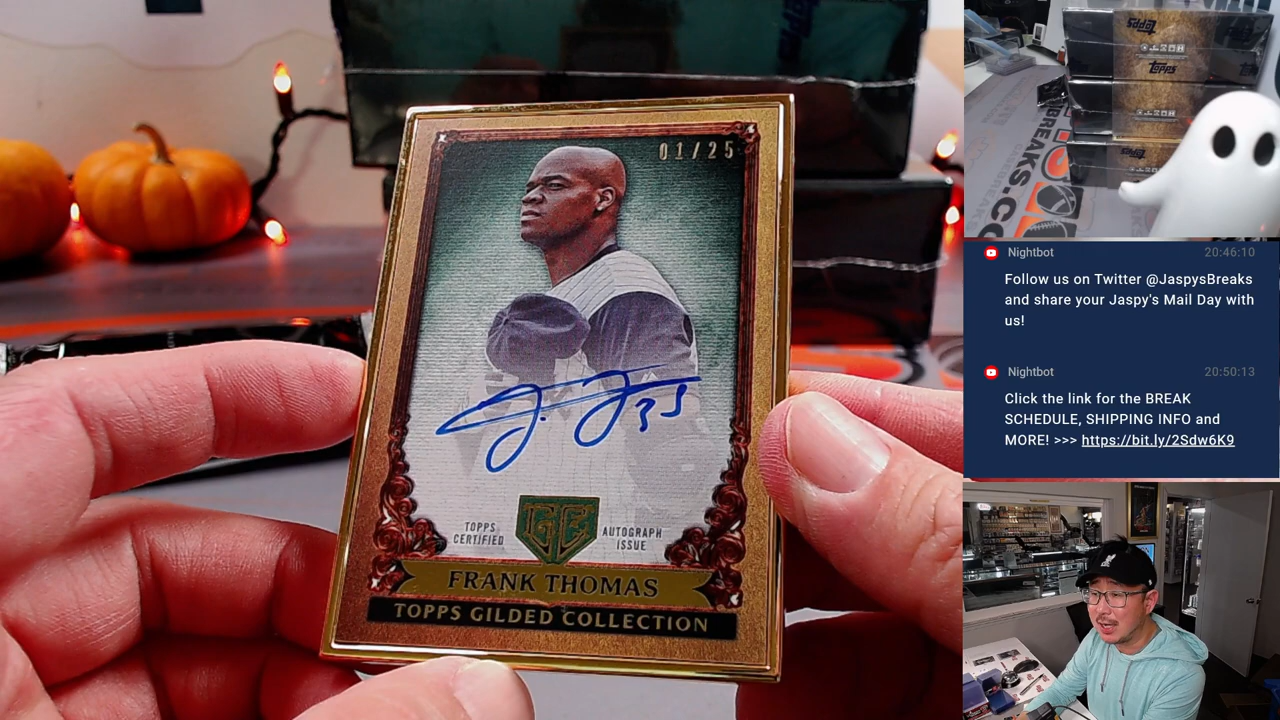 01/25
TOPPS
CERTIFIED
AUTOGRAPH
ISSUE
FRANK THOMAS
TOPPS GILDED COLLECTION
Topps
Topps
Nightbot
20:46:10
Follow us on Twitter @JaspysBreaks
and share your Jaspy's Mail Day with
us!
Nightbot
20:50:13
Click the link for the BREAK
SCHEDULE, SHIPPING INFO and
MORE! >>> https://bit.ly/2Sdw6K9